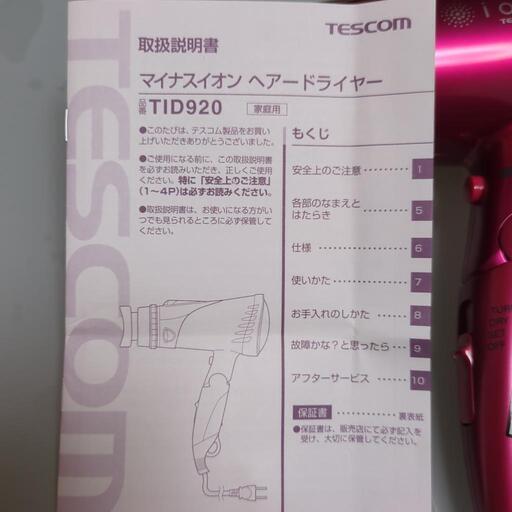 TESCOM
取扱説明書
TESCOM
マイナスイオン ヘアードライヤー
品番 TID920 家庭用
●このたびは、テスコム製品をお買い
上げいただきありがとうございました。
●ご使用になる前に、この取扱説明書
を必ずお読みいただき、正しくご使用
ください。特に「安全上のご注意」
(1～4P)は必ずお読みください。
●取扱説明書は、お使いになる方がい
つでも見られるところに必ず保管して
ください。
もくじ
安全上のご注意 ………… 1
各部のなまえと
はたらき ………… 5
仕様 ………… 6
使いかた ………… 7
お手入れのしかた ………… 8
故障かな?と思ったら ………… 9
アフターサービス ………… 10
保証書 ………… 裏表紙
●保証書は、販売店にて必ず記入を
受け、大切に保管してください。
DRY
SET
OFF